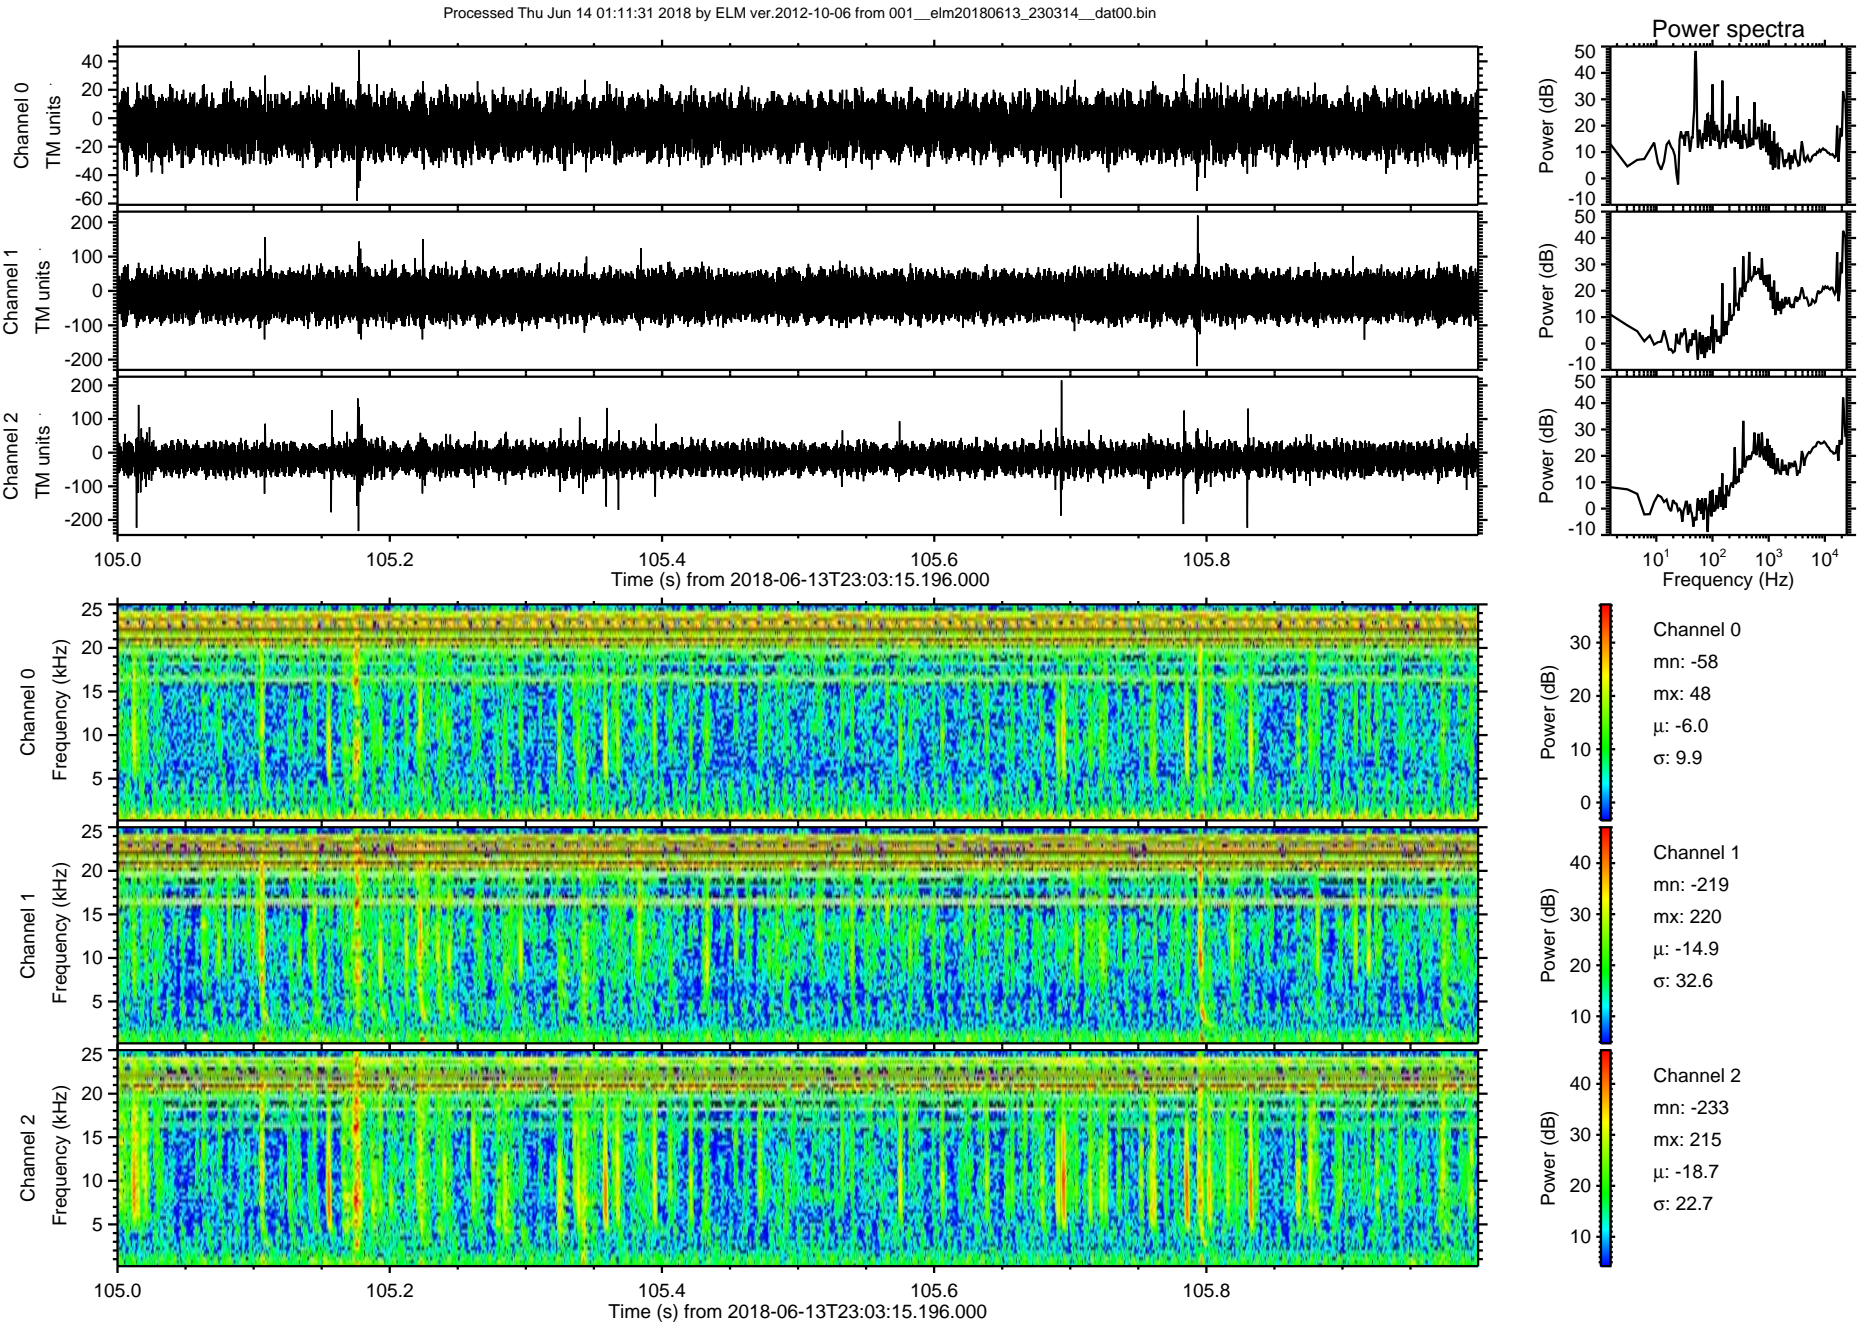 Processed Thu Jun 14 01:11:31 2018 by ELM ver.2012-10-06 from 001__elm20180613_230314__dat00.bin
Power spectra
Channel 0
TM units
40
20
0
-20
-40
-60
Power (dB)
50
40
30
20
10
0
-10
Channel 1
TM units
200
100
0
-100
-200
Power (dB)
50
40
30
20
10
0
-10
Channel 2
TM units
200
100
0
-100
-200
Power (dB)
50
40
30
20
10
0
-10
105.0 105.2 105.4 105.6 105.8
Time (s) from 2018-06-13T23:03:15.196.000
10^1 10^2 10^3 10^4
Frequency (Hz)
Channel 0
Frequency (kHz)
25
20
15
10
5
Power (dB)
30
20
10
0
Channel 0
mn: -58
mx: 48
μ: -6.0
σ: 9.9
Channel 1
Frequency (kHz)
25
20
15
10
5
Power (dB)
40
30
20
10
Channel 1
mn: -219
mx: 220
μ: -14.9
σ: 32.6
Channel 2
Frequency (kHz)
25
20
15
10
5
Power (dB)
40
30
20
10
Channel 2
mn: -233
mx: 215
μ: -18.7
σ: 22.7
105.0 105.2 105.4 105.6 105.8
Time (s) from 2018-06-13T23:03:15.196.000